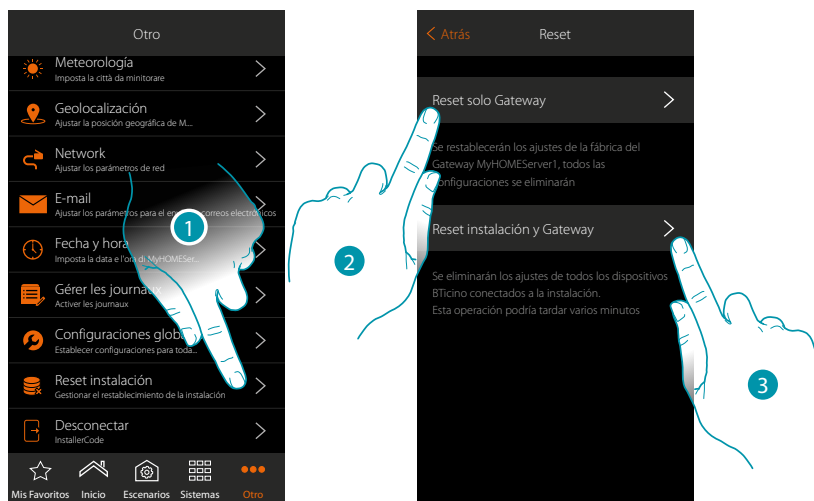 Otro
Meteorología
Imposta la città da minitorare
Geolocalización
Ajustar la posición geográfica de M...
Network
Ajustar los parámetros de red
E-mail
Ajustar los parámetros para el en correos electrónicos
Fecha y hora
Imposta la data e l'ora di MyHOMESer...
Gérer les journaux
Activer les journaux
Configuraciones glob
Establecer configuraciones para toda...
Reset instalación
Gestionar el restablecimiento de la instalación
Desconectar
InstallerCode
Mis Favoritos Inicio Escenarios Sistemas Otro
1
2
Atrás Reset
Reset solo Gateway
Se restablecerán los ajustes de la fábrica del
Gateway MyHOMEServer1, todas las
configuraciones se eliminarán
Reset instalación y Gateway
Se eliminarán los ajustes de todos los dispositivos
BTicino conectados a la instalación.
Esta operación podría tardar varios minutos
3